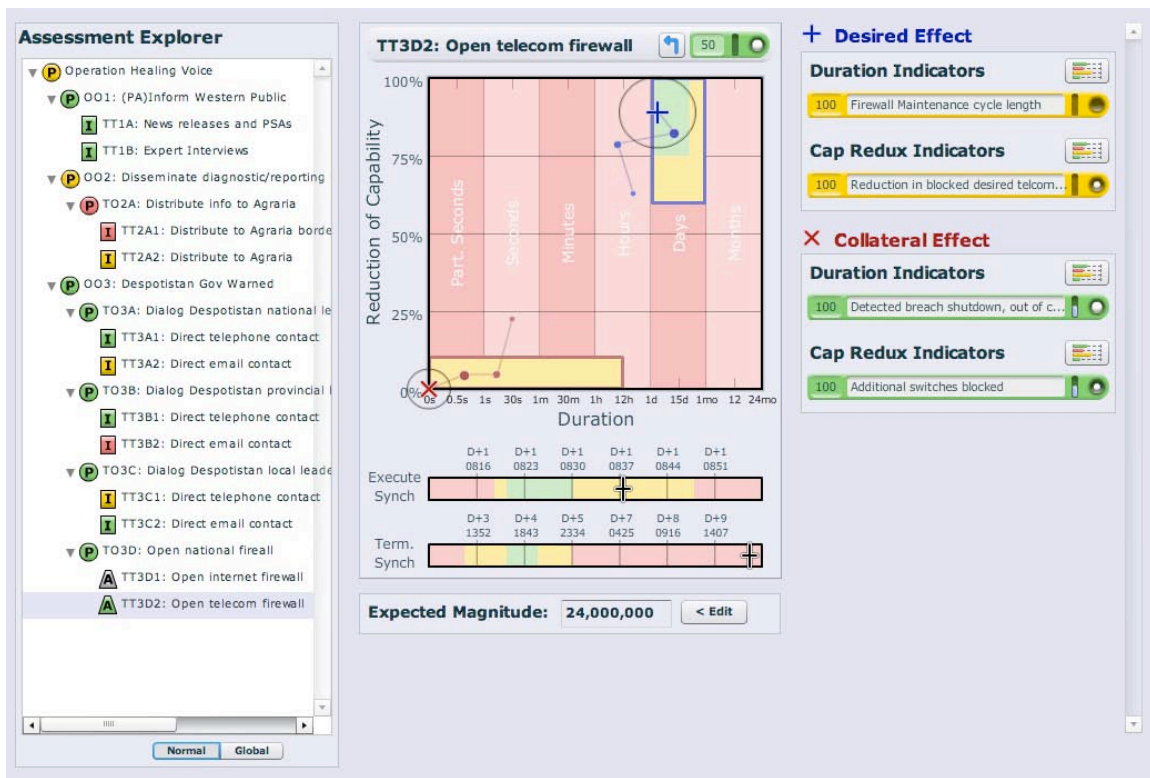 Assessment Explorer
P Operation Healing Voice
P OO1: (PA)Inform Western Public
I TT1A: News releases and PSAs
I TT1B: Expert Interviews
P OO2: Disseminate diagnostic/reporting
P TO2A: Distribute info to Agraria
I TT2A1: Distribute to Agraria borde
I TT2A2: Distribute to Agraria
P OO3: Despotistan Gov Warned
P TO3A: Dialog Despotistan national le
I TT3A1: Direct telephone contact
I TT3A2: Direct email contact
P TO3B: Dialog Despotistan provincial l
I TT3B1: Direct telephone contact
I TT3B2: Direct email contact
P TO3C: Dialog Despotistan local leade
I TT3C1: Direct telephone contact
I TT3C2: Direct email contact
P TO3D: Open national fireall
A TT3D1: Open internet firewall
A TT3D2: Open telecom firewall
Normal Global
TT3D2: Open telecom firewall 50
Reduction of Capability
100%
75%
50%
25%
0%
Part. Seconds
Seconds
Minutes
Hours
Days
Months
0s 0.5s 1s 30s 1m 30m 1h 12h 1d 15d 1mo 12 24mo
Duration
D+1 D+1 D+1 D+1 D+1 D+1
0816 0823 0830 0837 0844 0851
Execute
Synch
D+3 D+4 D+5 D+7 D+8 D+9
1352 1843 2334 0425 0916 1407
Term.
Synch
Expected Magnitude: 24,000,000 < Edit
+ Desired Effect
Duration Indicators
100 Firewall Maintenance cycle length
Cap Redux Indicators
100 Reduction in blocked desired telcom...
× Collateral Effect
Duration Indicators
100 Detected breach shutdown, out of c...
Cap Redux Indicators
100 Additional switches blocked